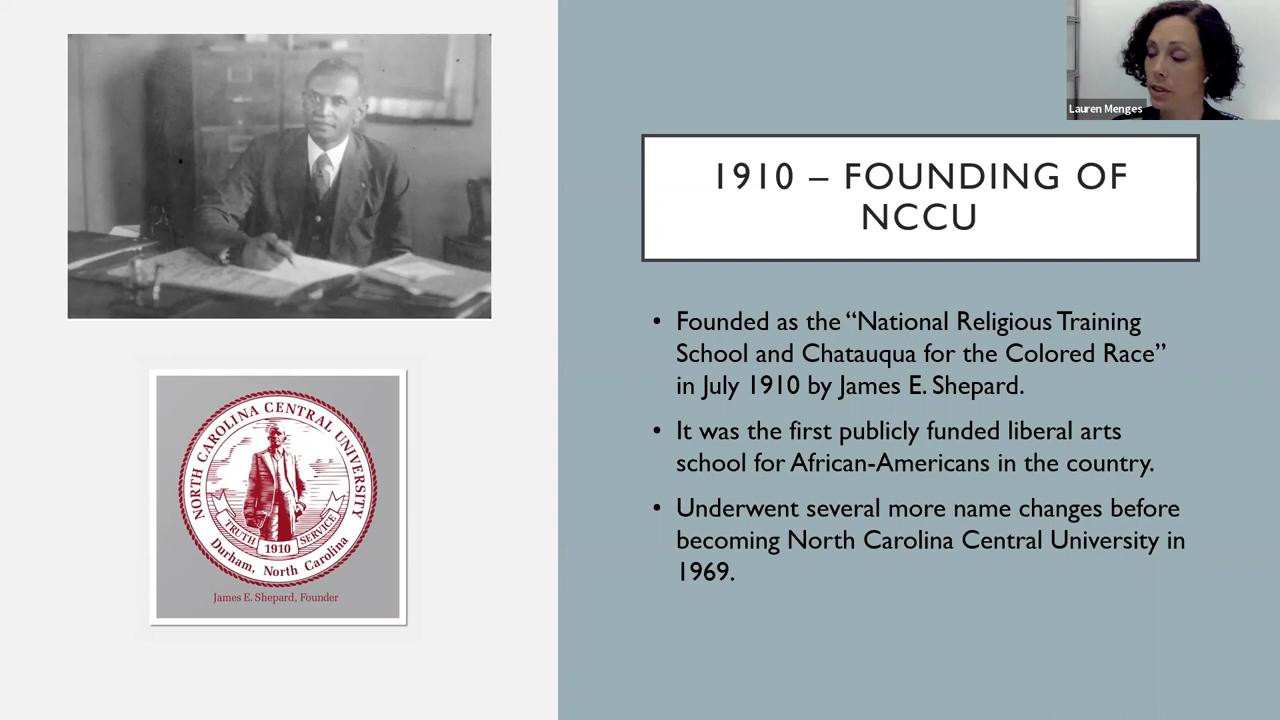 Lauren Menges
1910 – FOUNDING OF
NCCU
• Founded as the “National Religious Training
School and Chatauqua for the Colored Race”
in July 1910 by James E. Shepard.
• It was the first publicly funded liberal arts
school for African-Americans in the country.
• Underwent several more name changes before
becoming North Carolina Central University in
1969.
NORTH CAROLINA CENTRAL UNIVERSITY
TRUTH
1910
SERVICE
Durham, North Carolina
James E. Shepard, Founder